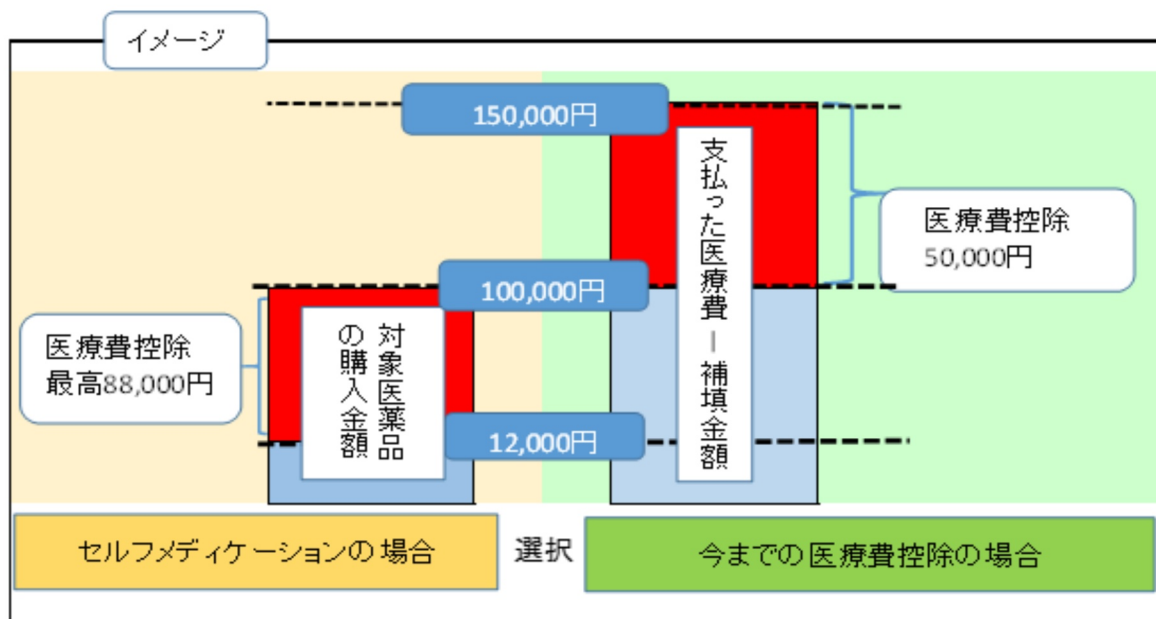 イメージ
150,000円
支払った医療費－補填金額
医療費控除
50,000円
100,000円
対象医薬品
の購入金額
医療費控除
最高88,000円
12,000円
セルフメディケーションの場合
選択
今までの医療費控除の場合